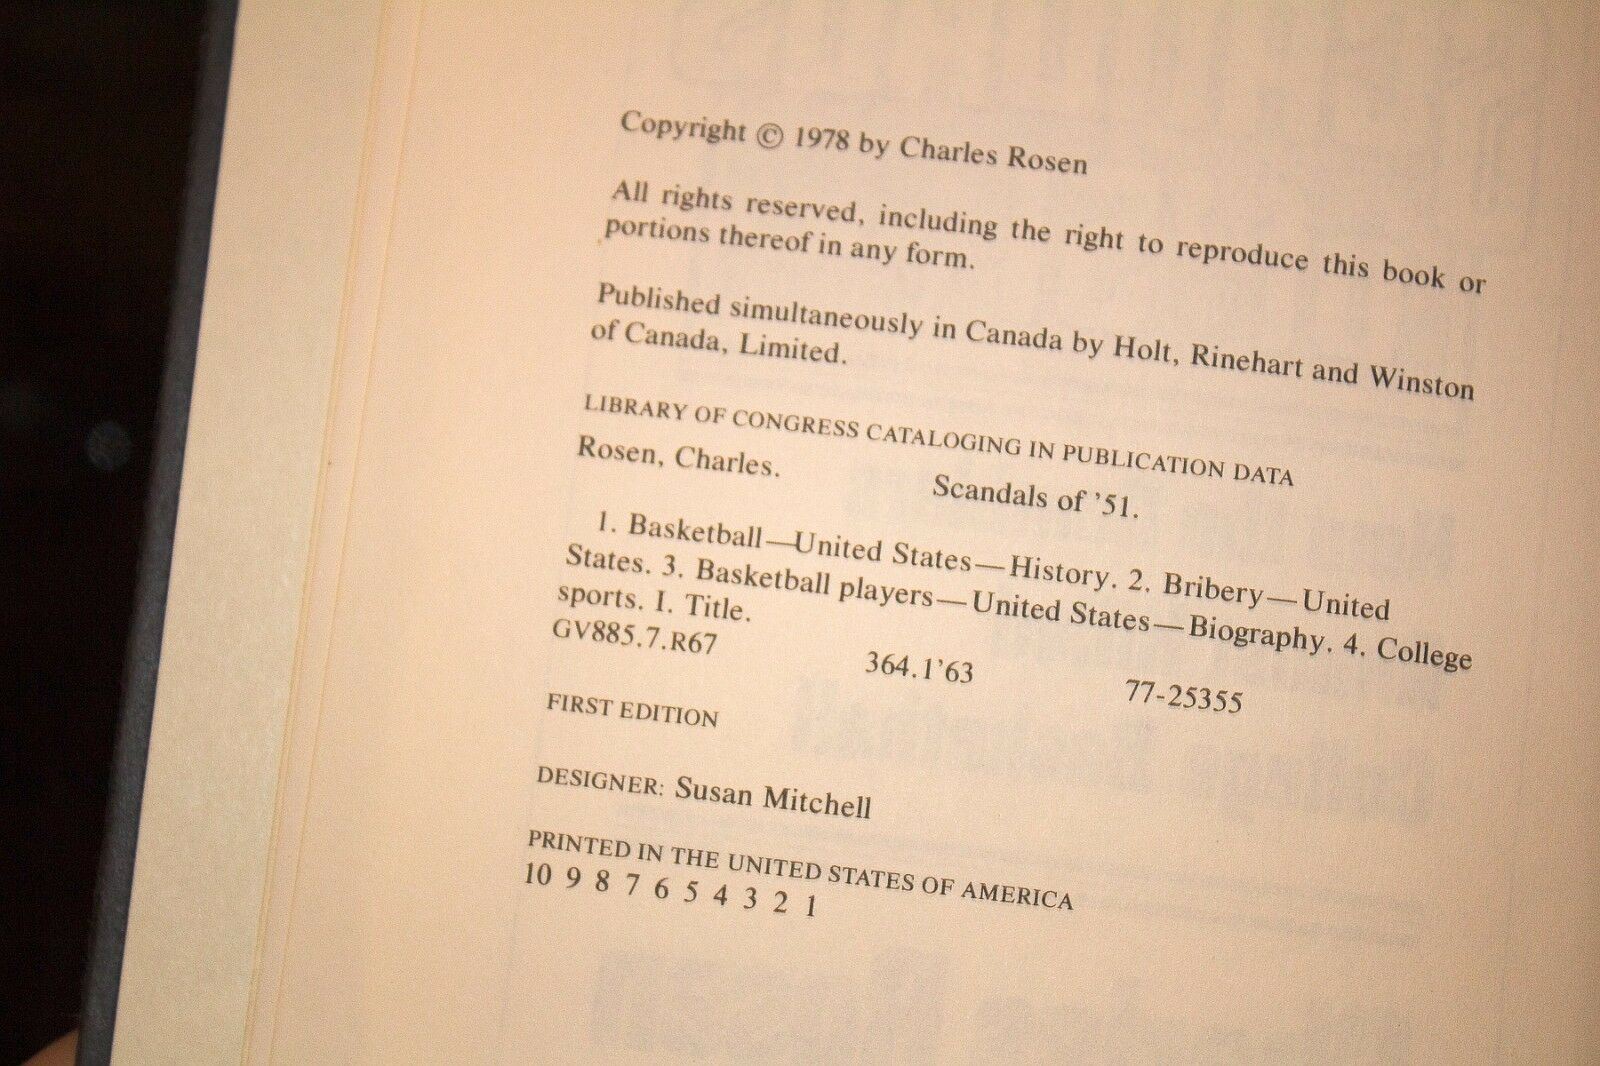 Copyright © 1978 by Charles Rosen
All rights reserved, including the right to reproduce this book or
portions thereof in any form.
Published simultaneously in Canada by Holt, Rinehart and Winston
of Canada, Limited.
LIBRARY OF CONGRESS CATALOGING IN PUBLICATION DATA
Rosen, Charles.
Scandals of ’51.
1. Basketball—United States—History. 2. Bribery—United
States. 3. Basketball players—United States—Biography. 4. College
sports. I. Title.
GV885.7.R67 364.1’63 77-25355
FIRST EDITION
DESIGNER: Susan Mitchell
PRINTED IN THE UNITED STATES OF AMERICA
10 9 8 7 6 5 4 3 2 1